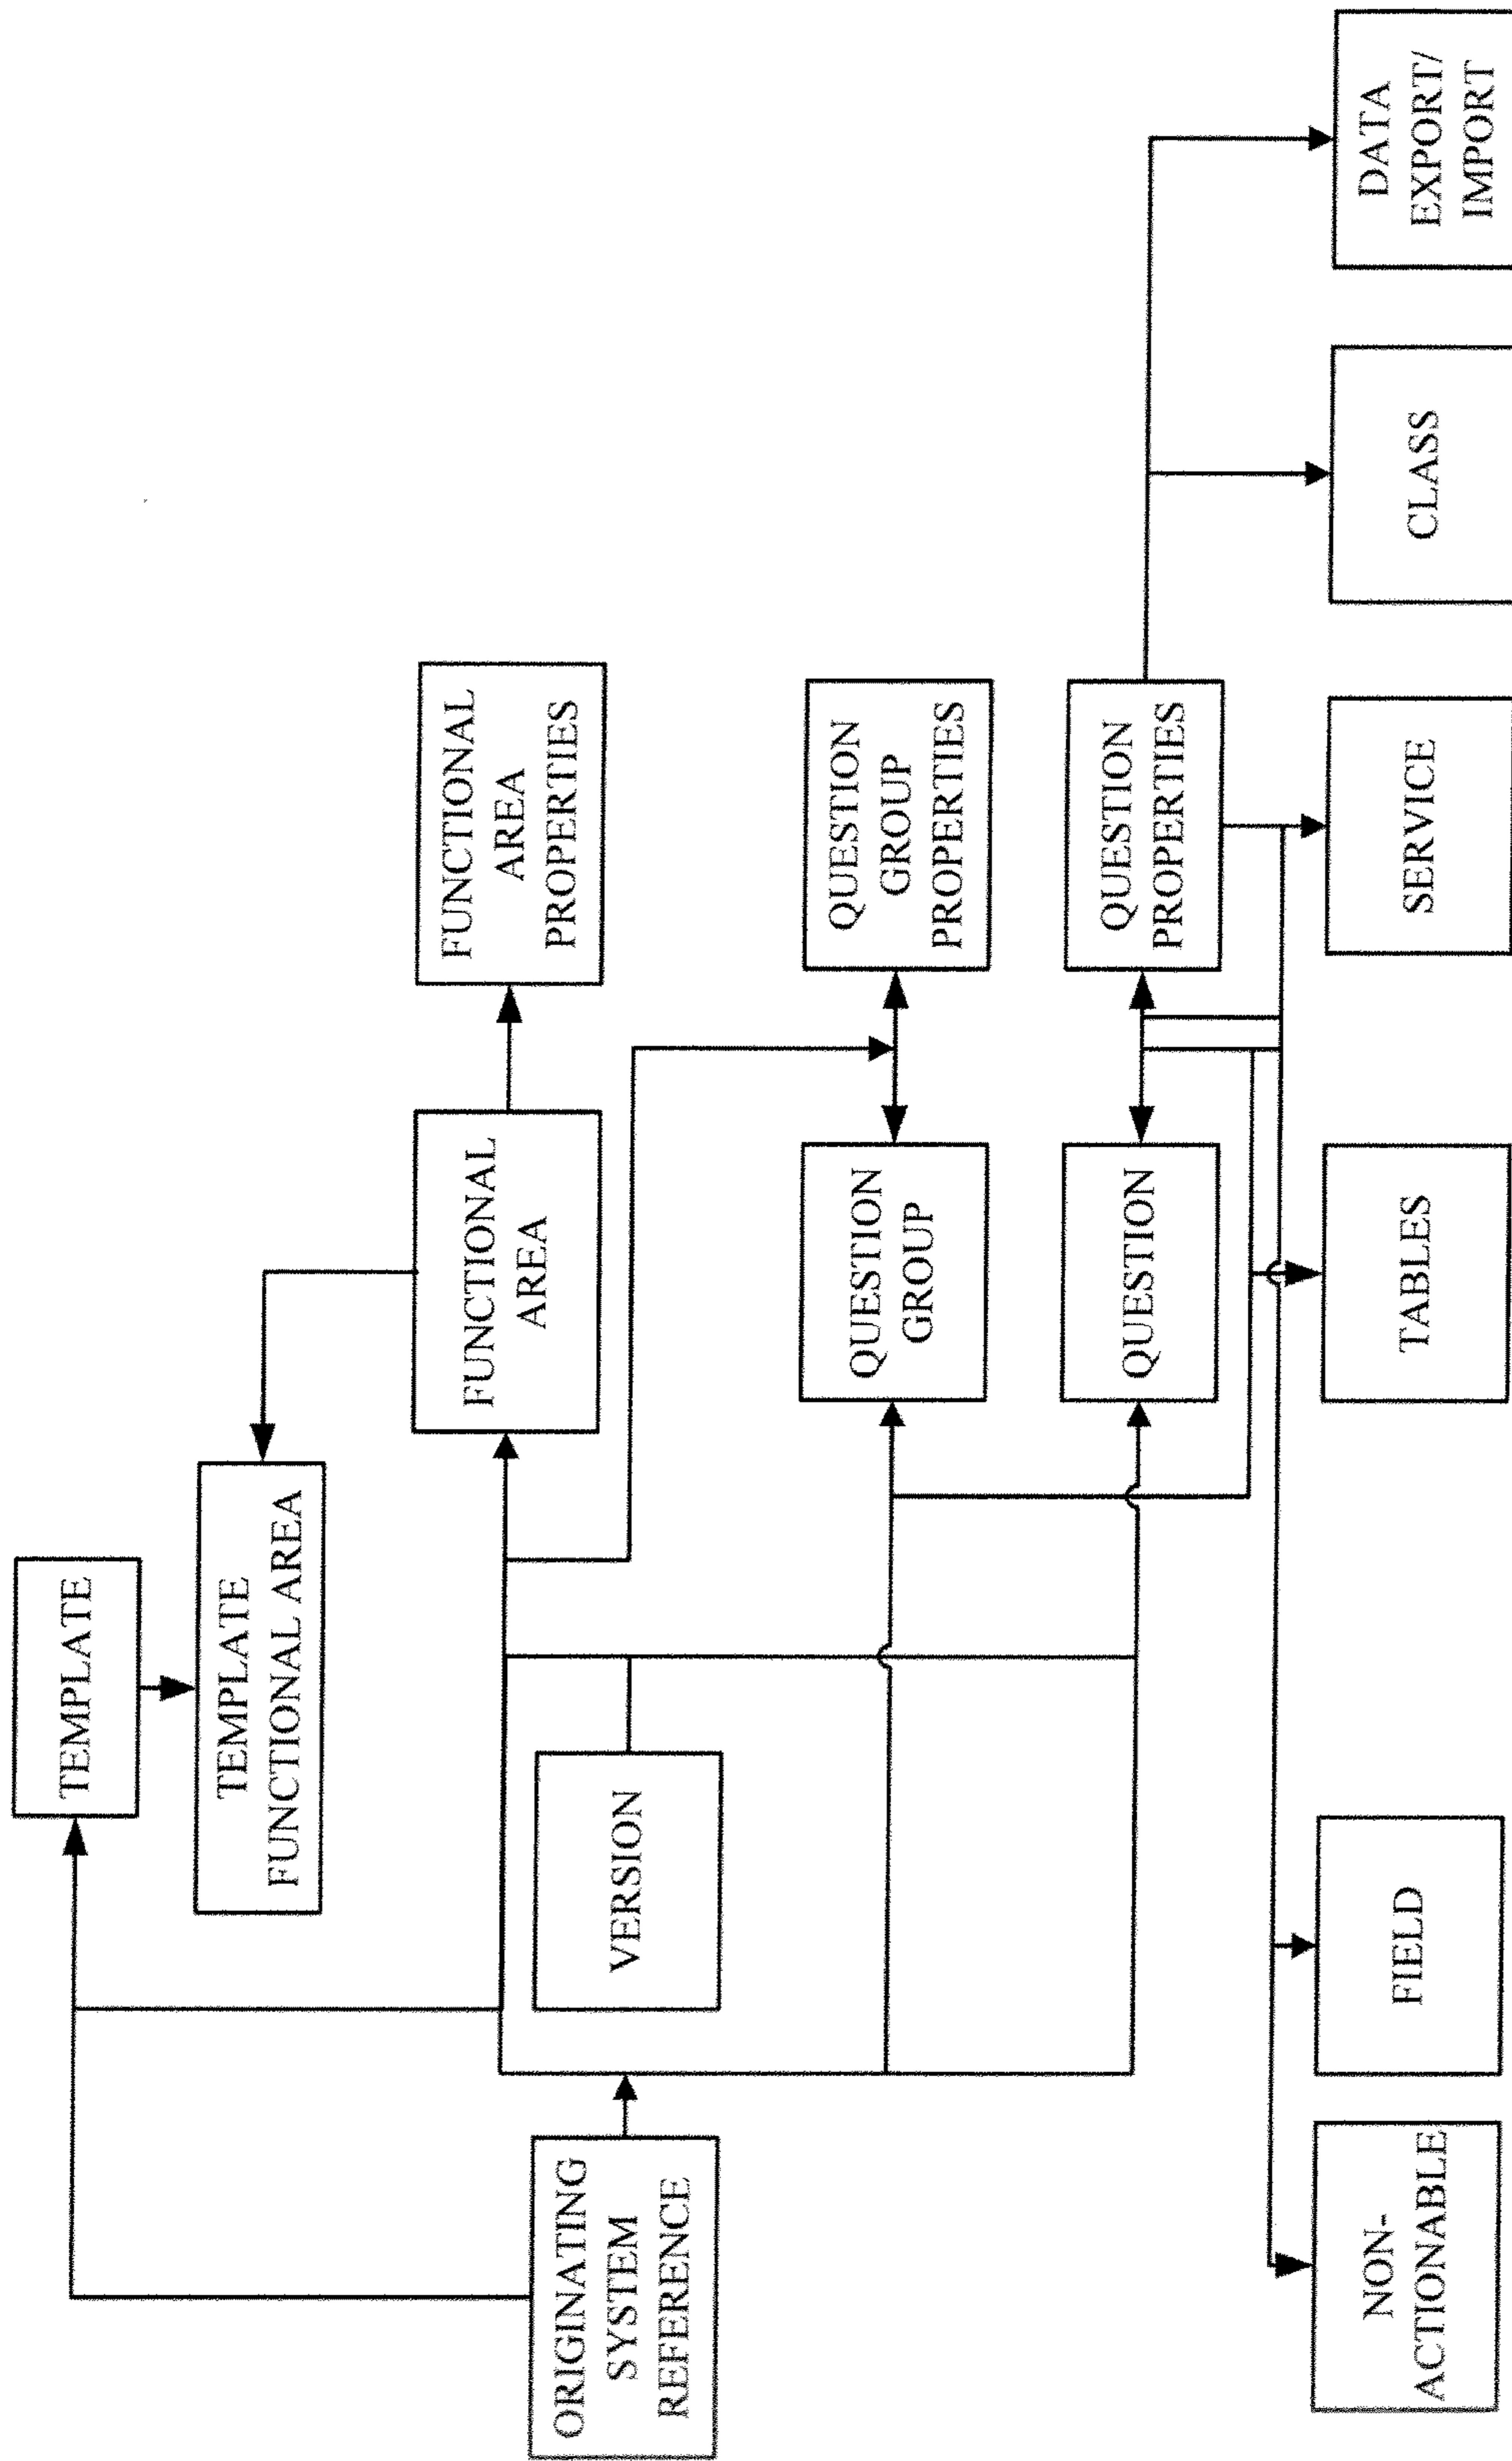 TEMPLATE
TEMPLATE
FUNCTIONAL AREA
FUNCTIONAL
AREA
FUNCTIONAL
AREA
PROPERTIES
ORIGINATING
SYSTEM
REFERENCE
VERSION
QUESTION
GROUP
QUESTION
GROUP
PROPERTIES
QUESTION
QUESTION
PROPERTIES
NON-
ACTIONABLE
FIELD
TABLES
SERVICE
CLASS
DATA
EXPORT/
IMPORT